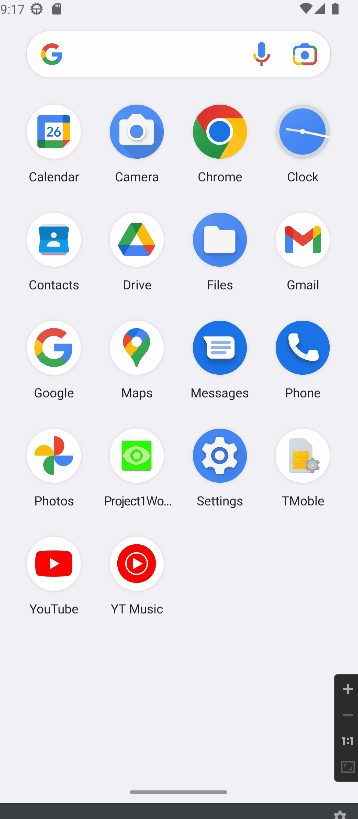 9:17
Calendar Camera Chrome Clock
Contacts Drive Files Gmail
Google Maps Messages Phone
Photos Project1Wo... Settings TMoble
YouTube YT Music
26
+
−
1:1